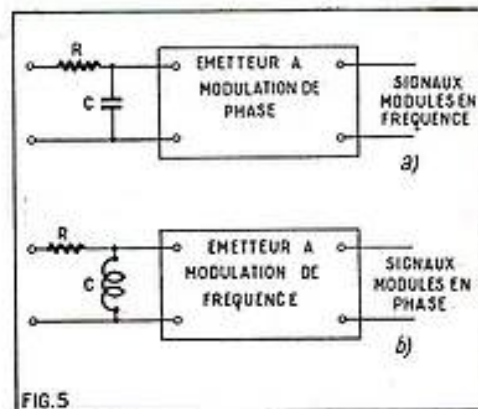 R
C
EMETTEUR A
MODULATION DE
PHASE
SIGNAUX
MODULES EN
FREQUENCE
a)
R
C
EMETTEUR A
MODULATION DE
FREQUENCE
SIGNAUX
MODULES EN
PHASE
b)
FIG.5